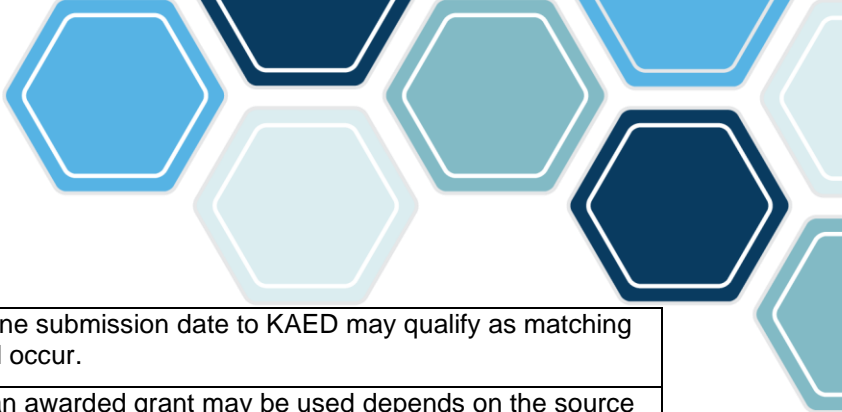 ne submission date to KAED may qualify as matching
occur.
an awarded grant may be used depends on the source